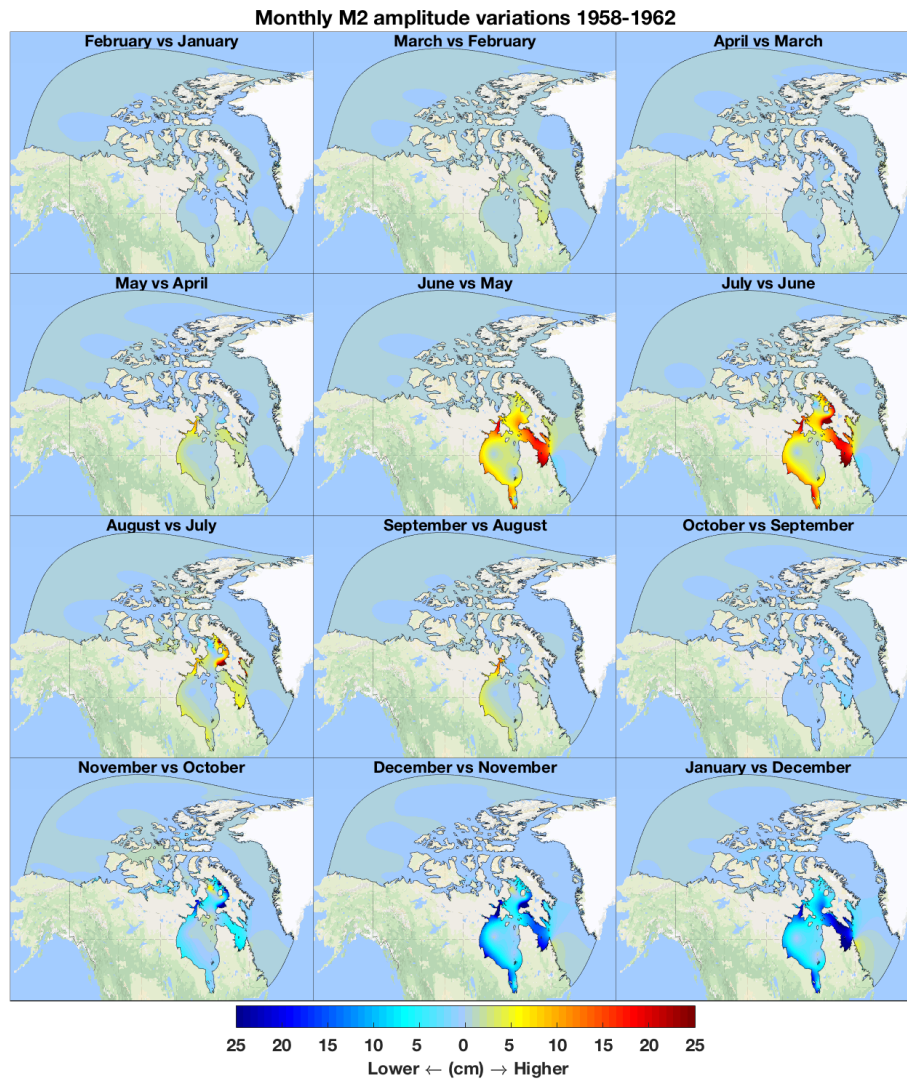 Monthly M2 amplitude variations 1958-1962
February vs January
March vs February
April vs March
May vs April
June vs May
July vs June
August vs July
September vs August
October vs September
November vs October
December vs November
January vs December
25 20 15 10 5 0 5 10 15 20 25
Lower ← (cm) → Higher